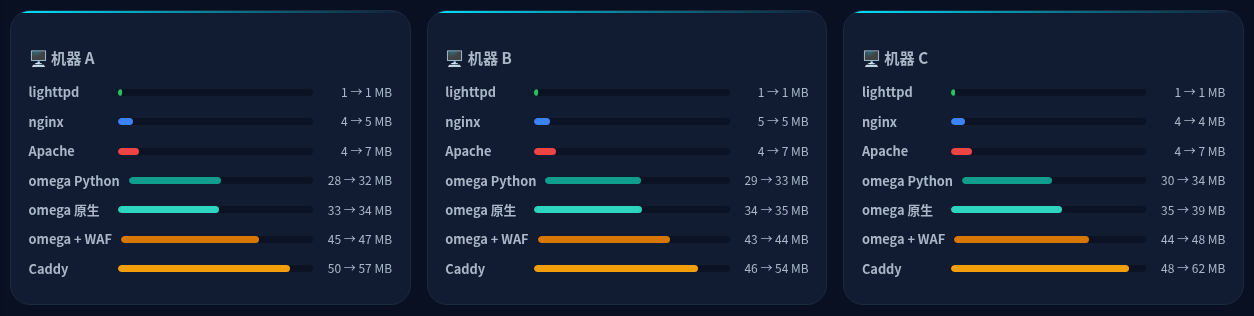 🖥️ 机器 A
lighttpd 1 → 1 MB
nginx 4 → 5 MB
Apache 4 → 7 MB
omega Python 28 → 32 MB
omega 原生 33 → 34 MB
omega + WAF 45 → 47 MB
Caddy 50 → 57 MB
🖥️ 机器 B
lighttpd 1 → 1 MB
nginx 5 → 5 MB
Apache 4 → 7 MB
omega Python 29 → 33 MB
omega 原生 34 → 35 MB
omega + WAF 43 → 44 MB
Caddy 46 → 54 MB
🖥️ 机器 C
lighttpd 1 → 1 MB
nginx 4 → 4 MB
Apache 4 → 7 MB
omega Python 30 → 34 MB
omega 原生 35 → 39 MB
omega + WAF 44 → 48 MB
Caddy 48 → 62 MB